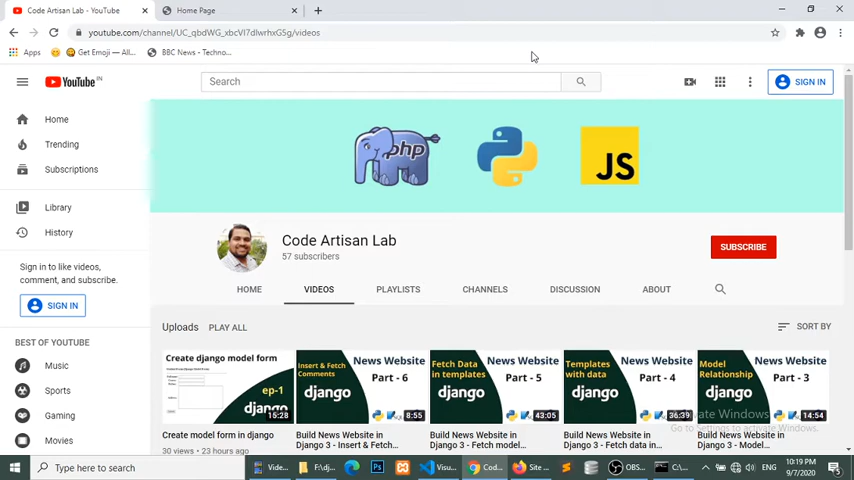 Code Artisan Lab - YouTube
Home Page
youtube.com/channel/UC_qbdWG_xbcVI7dlwrhxG5g/videos
Apps
Get Emoji — All...
BBC News - Techno...
YouTube IN
Search
SIGN IN
Home
Trending
Subscriptions
Library
History
Sign in to like videos,
comment, and subscribe.
SIGN IN
BEST OF YOUTUBE
Music
Sports
Gaming
Movies
php
JS
Code Artisan Lab
57 subscribers
SUBSCRIBE
HOME
VIDEOS
PLAYLISTS
CHANNELS
DISCUSSION
ABOUT
Uploads
PLAY ALL
SORT BY
Create django model form
ep-1
django
15:28
Create model form in django
30 views • 23 hours ago
Insert & Fetch
Comments
News Website
Part - 6
django
8:55
Build News Website in
Django 3 - Insert & Fetch...
Fetch Data
in templates
News Website
Part - 5
django
43:05
Build News Website in
Django 3 - Fetch model...
Templates
with data
News Website
Part - 4
django
36:39
Build News Website in
Django 3 - Fetch data in...
Model
Relationship
News Website
Part - 3
django
14:54
Build News Website in
Django 3 - Model...
Activate Windows
Go to Settings to activate Windows.
Type here to search
Vide...
F:\dj...
Ps
Visu...
Cod...
Site ...
OBS...
C:\...
ENG
10:19 PM
9/7/2020
5